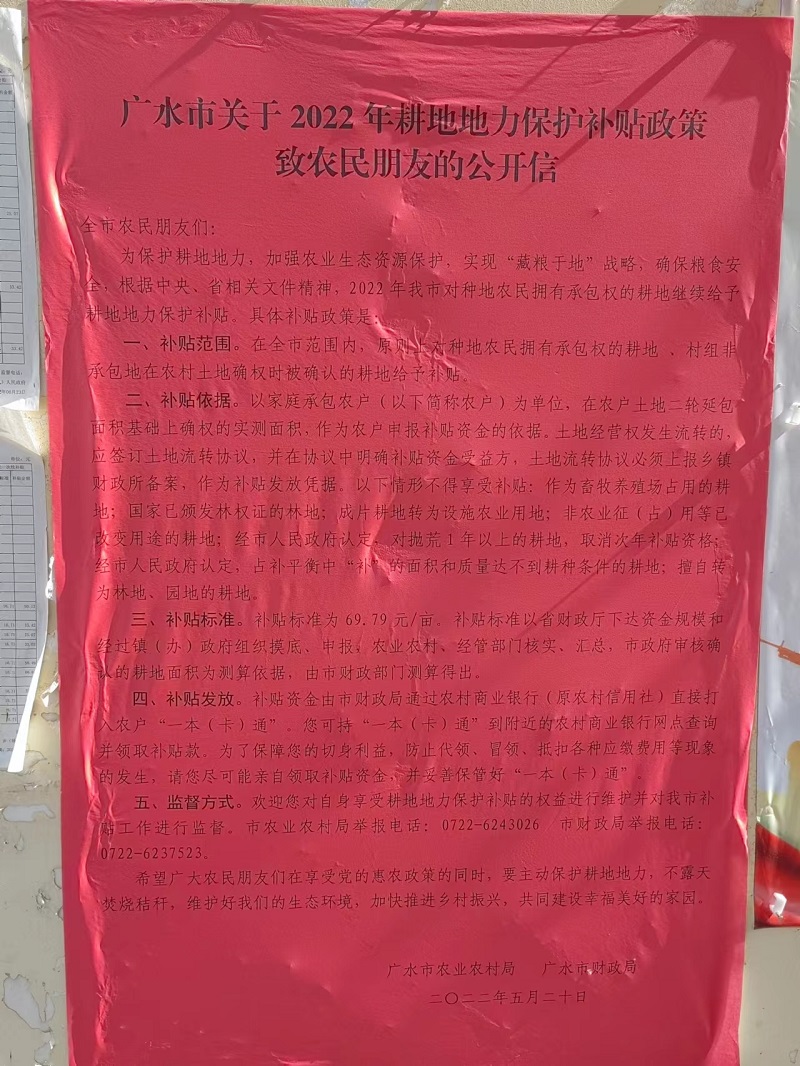 广水市关于 2022 年耕地地力保护补贴政策
致农民朋友的公开信
全市农民朋友们：
为保护耕地地力，加强农业生态资源保护，实现“藏粮于地”战略，确保粮食安
全，根据中央、省相关文件精神，2022 年我市对种地农民拥有承包权的耕地继续给予
耕地地力保护补贴。具体补贴政策是：
一、补贴范围。在全市范围内，原则上对种地农民拥有承包权的耕地 、村组非
承包地在农村土地确权时被确认的耕地给予补贴。
二、补贴依据。以家庭承包农户（以下简称农户）为单位，在农户土地二轮延包
面积基础上确权的实测面积，作为农户申报补贴资金的依据。土地经营权发生流转的，
应签订土地流转协议，并在协议中明确补贴资金受益方，土地流转协议必须上报乡镇
财政所备案，作为补贴发放凭据。以下情形不得享受补贴：作为畜牧养殖场占用的耕
地；国家已颁发林权证的林地；成片耕地转为设施农业用地；非农业征（占）用等已
改变用途的耕地；经市人民政府认定，对抛荒 1 年以上的耕地，取消次年补贴资格；
经市人民政府认定，占补平衡中“补”的面积和质量达不到耕种条件的耕地；擅自转
为林地、园地的耕地。
三、补贴标准。补贴标准为 69.79 元/亩。补贴标准以省财政厅下达资金规模和
经过镇（办）政府组织摸底、申报，农业农村、经管部门核实、汇总，市政府审核确
认的耕地面积为测算依据，由市财政部门测算得出。
四、补贴发放。补贴资金由市财政局通过农村商业银行（原农村信用社）直接打
入农户“一本（卡）通”。您可持“一本（卡）通”到附近的农村商业银行网点查询
并领取补贴款。为了保障您的切身利益，防止代领、冒领、抵扣各种应缴费用等现象
的发生，请您尽可能亲自领取补贴资金，并妥善保管好“一本（卡）通”。
五、监督方式。欢迎您对自身享受耕地地力保护补贴的权益进行维护并对我市补
贴工作进行监督。市农业农村局举报电话：0722-6243026 市财政局举报电话：
0722-6237523。
希望广大农民朋友们在享受党的惠农政策的同时，要主动保护耕地地力，不露天
焚烧秸秆，维护好我们的生态环境，加快推进乡村振兴，共同建设幸福美好的家园。
广水市农业农村局 广水市财政局
二〇二二年五月二十日